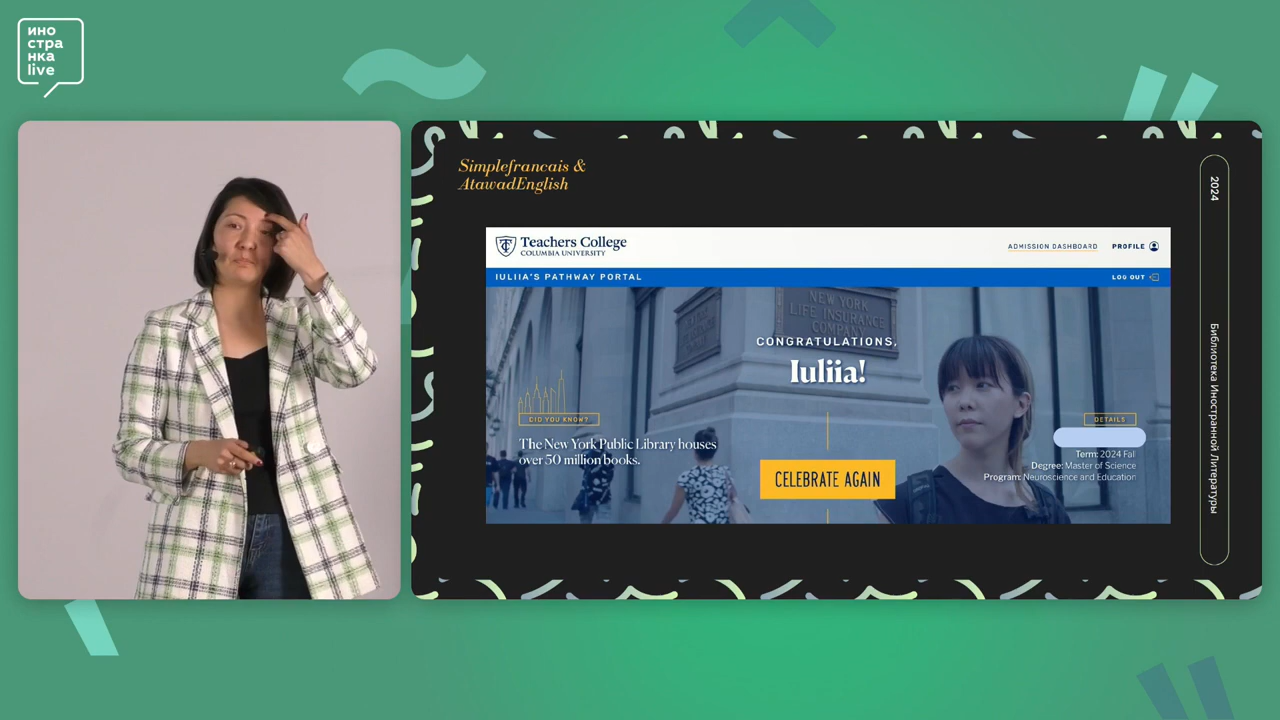 ино
стра
нка
live
Simplefrancais &
AtawadEnglish
Teachers College
COLUMBIA UNIVERSITY
ADMISSION DASHBOARD
PROFILE
IULIIA'S PATHWAY PORTAL
LOG OUT
NEW YORK
LIFE INSURANCE
COMPANY
CONGRATULATIONS,
Iuliia!
DID YOU KNOW?
The New York Public Library houses
over 50 million books.
CELEBRATE AGAIN
DETAILS
Term: 2024 Fall
Degree: Master of Science
Program: Neuroscience and Education
2024
Библиотека Иностранной Литературы